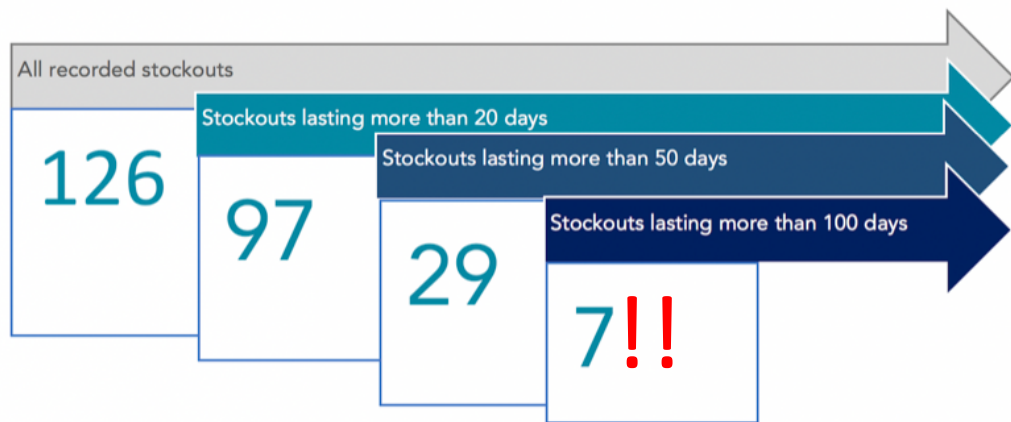 All recorded stockouts
126
Stockouts lasting more than 20 days
97
Stockouts lasting more than 50 days
29
Stockouts lasting more than 100 days
7!!